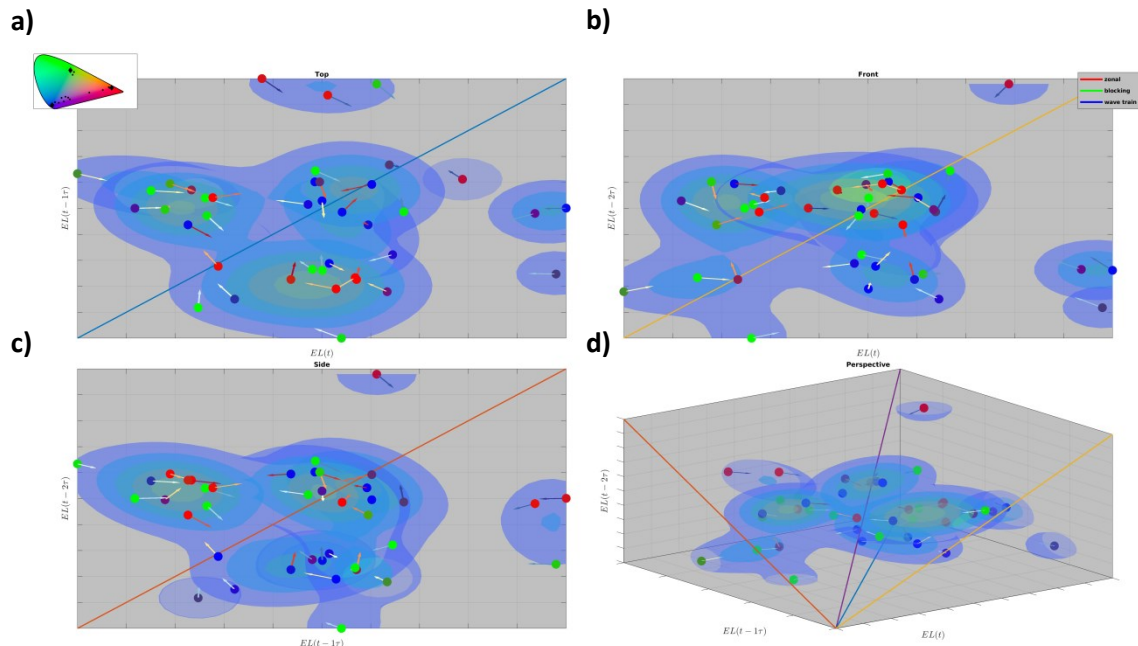 a)
b)
Top
Front
zonal
blocking
wave train
EL(t − 1τ)
EL(t − 2τ)
EL(t)
EL(t)
c)
d)
Side
Perspective
EL(t − 2τ)
EL(t − 2τ)
EL(t − 1τ)
EL(t − 1τ)
EL(t)